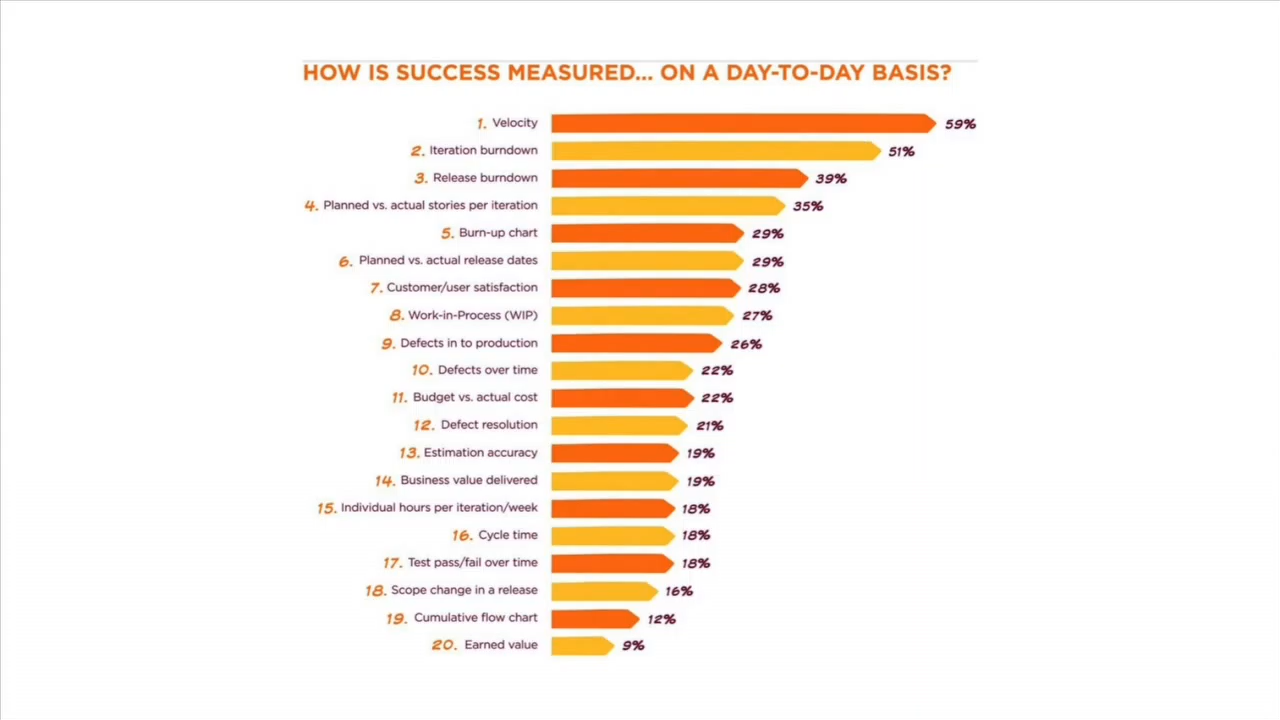 HOW IS SUCCESS MEASURED... ON A DAY-TO-DAY BASIS?
1. Velocity 59%
2. Iteration burndown 51%
3. Release burndown 39%
4. Planned vs. actual stories per iteration 35%
5. Burn-up chart 29%
6. Planned vs. actual release dates 29%
7. Customer/user satisfaction 28%
8. Work-in-Process (WIP) 27%
9. Defects in to production 26%
10. Defects over time 22%
11. Budget vs. actual cost 22%
12. Defect resolution 21%
13. Estimation accuracy 19%
14. Business value delivered 19%
15. Individual hours per iteration/week 18%
16. Cycle time 18%
17. Test pass/fail over time 18%
18. Scope change in a release 16%
19. Cumulative flow chart 12%
20. Earned value 9%